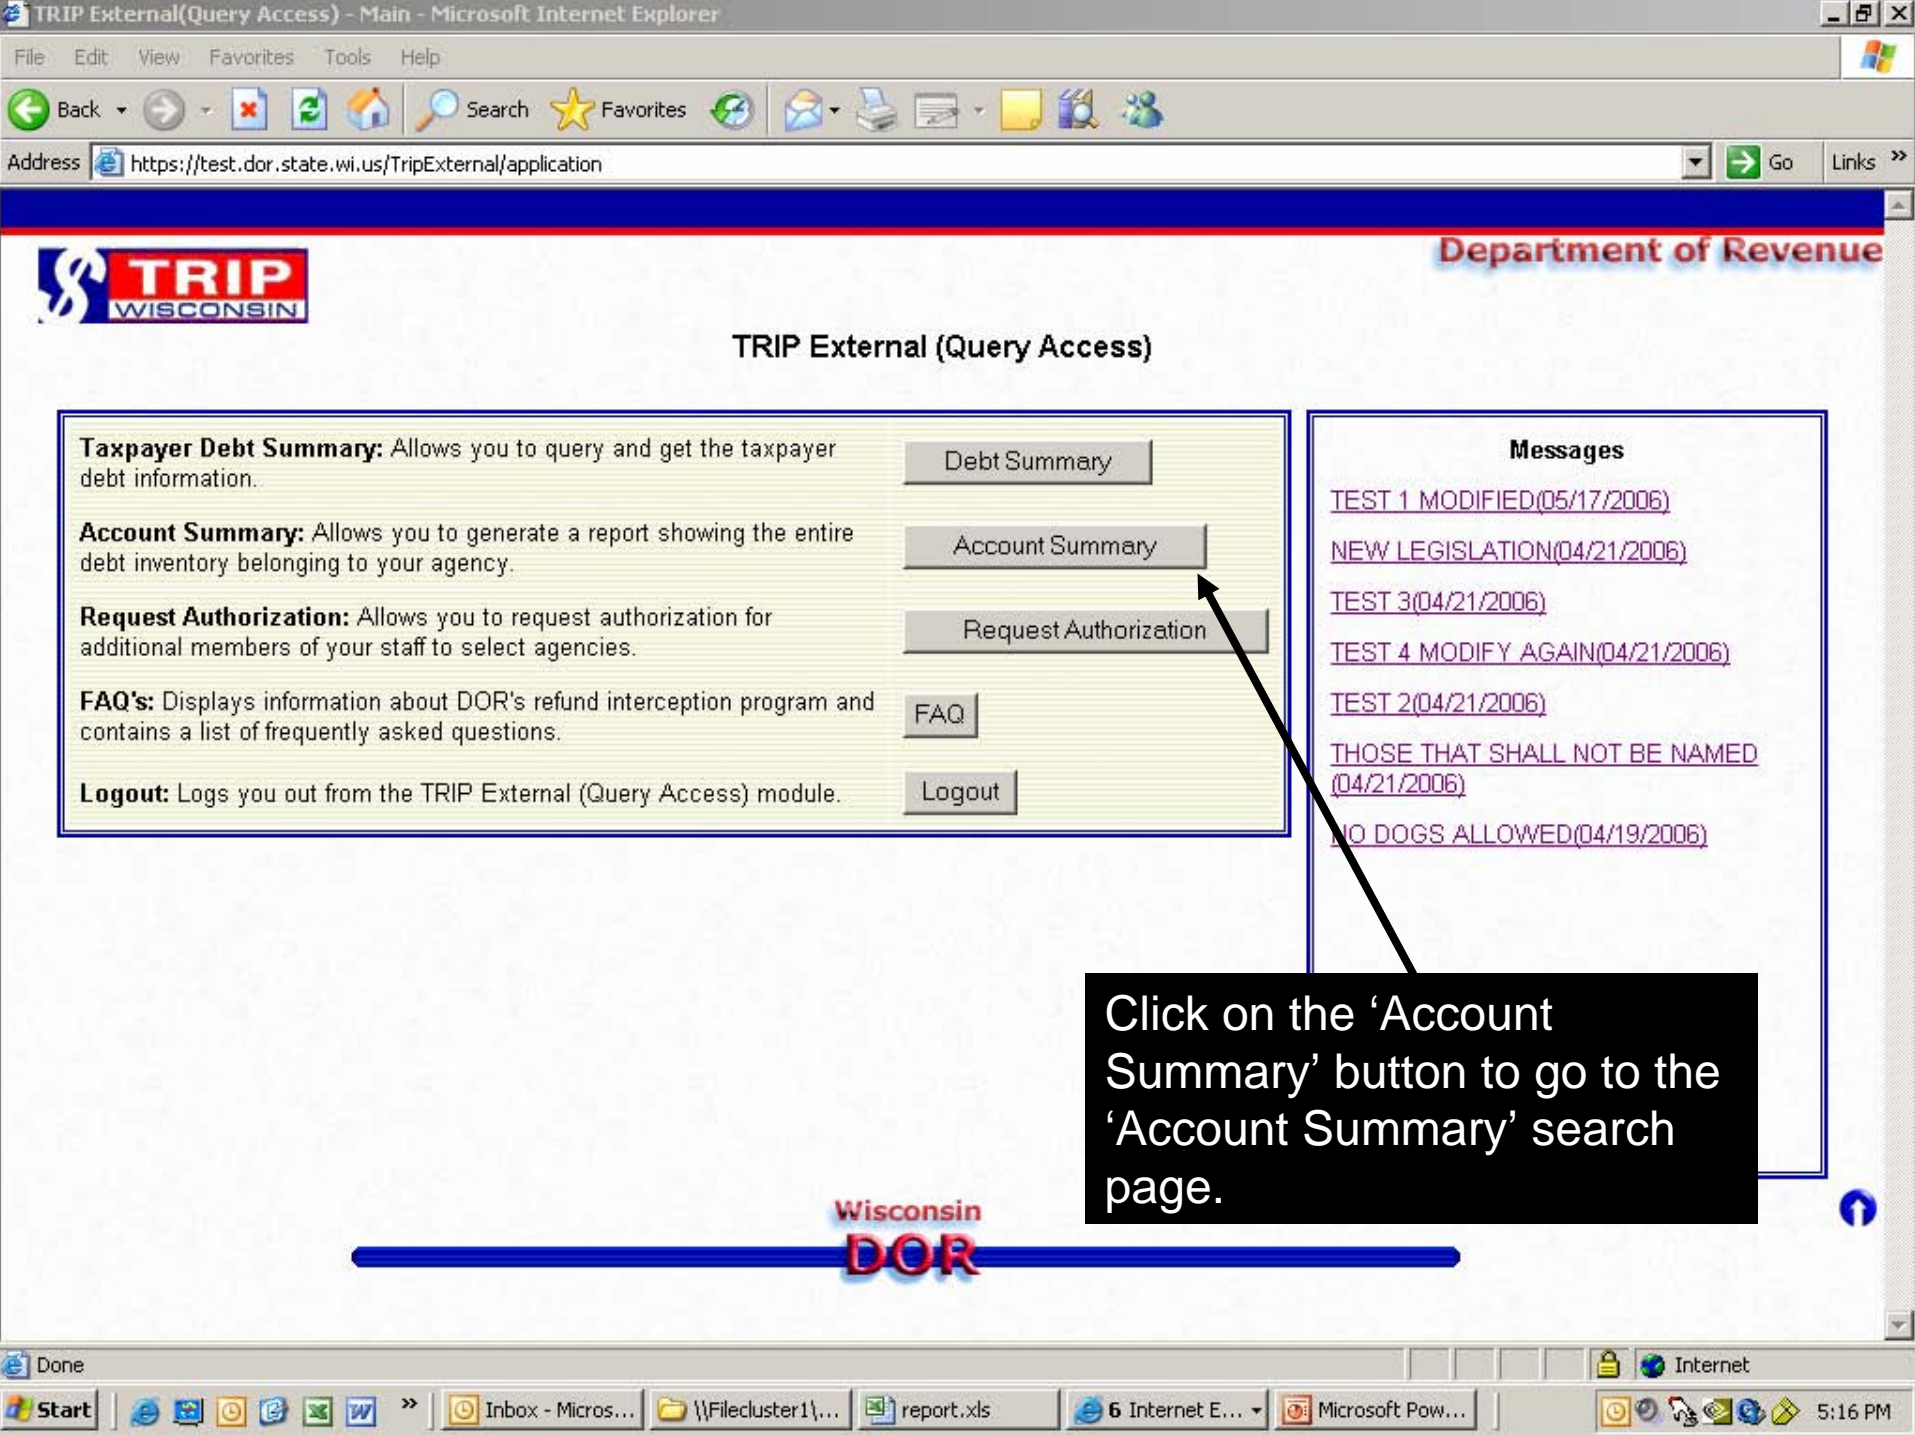 TRIP External(Query Access) - Main - Microsoft Internet Explorer
File Edit View Favorites Tools Help
Back Search Favorites
Address https://test.dor.state.wi.us/TripExternal/application Go Links »
TRIP
WISCONSIN
Department of Revenue
TRIP External (Query Access)
Taxpayer Debt Summary: Allows you to query and get the taxpayer
debt information.
Debt Summary
Account Summary: Allows you to generate a report showing the entire
debt inventory belonging to your agency.
Account Summary
Request Authorization: Allows you to request authorization for
additional members of your staff to select agencies.
Request Authorization
FAQ's: Displays information about DOR's refund interception program and
contains a list of frequently asked questions.
FAQ
Logout: Logs you out from the TRIP External (Query Access) module.
Logout
Messages
TEST 1 MODIFIED(05/17/2006)
NEW LEGISLATION(04/21/2006)
TEST 3(04/21/2006)
TEST 4 MODIFY AGAIN(04/21/2006)
TEST 2(04/21/2006)
THOSE THAT SHALL NOT BE NAMED
(04/21/2006)
NO DOGS ALLOWED(04/19/2006)
Click on the ‘Account
Summary’ button to go to the
‘Account Summary’ search
page.
Wisconsin
DOR
Done Internet
Start » Inbox - Micros... \\Filecluster1\... report.xls 6 Internet E... Microsoft Pow... 5:16 PM